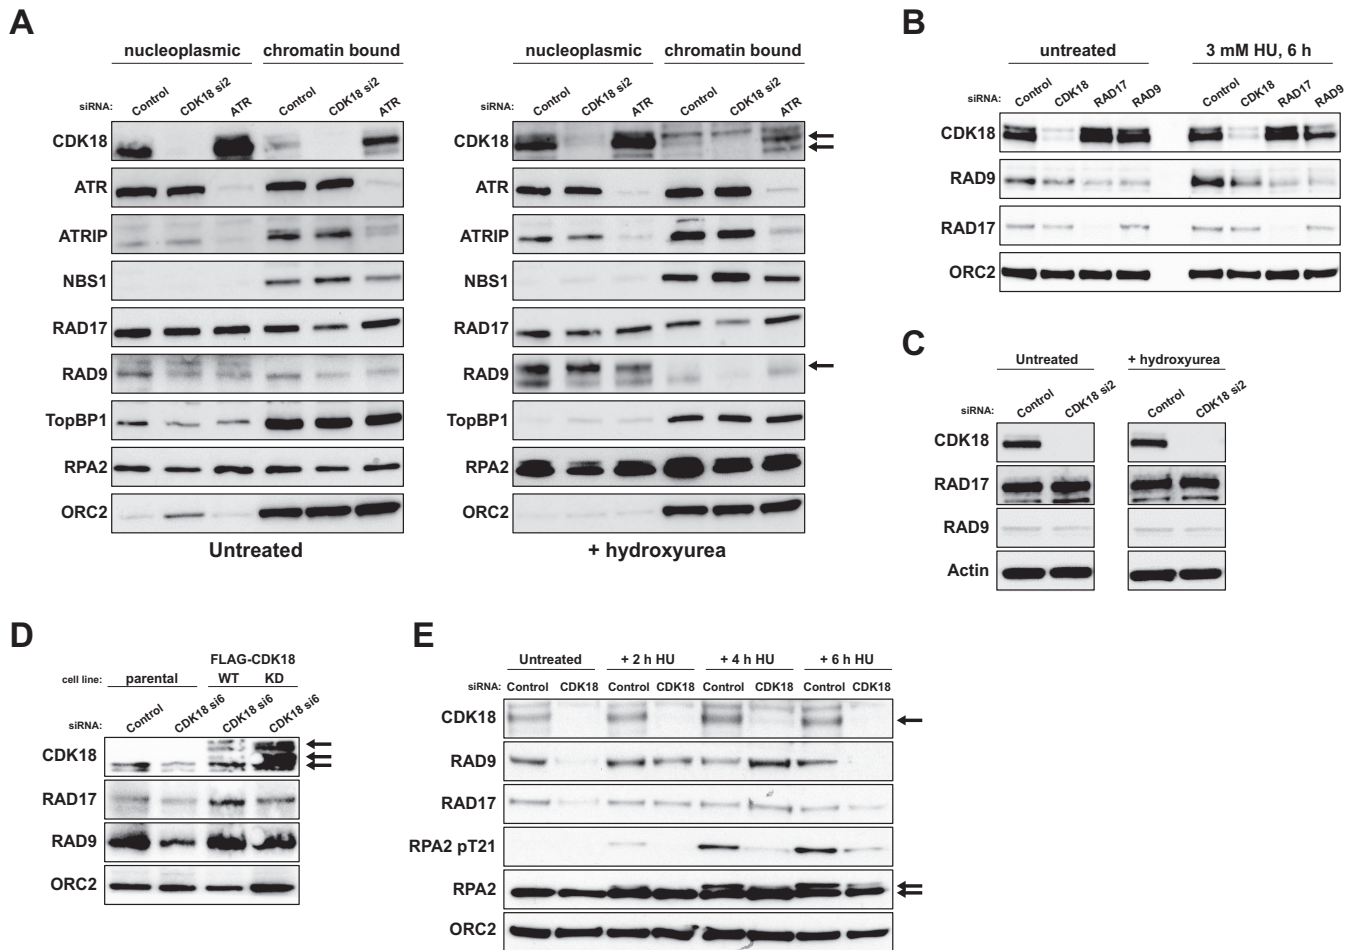 A
nucleoplasmic chromatin bound
siRNA: Control CDK18 si2 ATR Control CDK18 si2 ATR
CDK18
ATR
ATRIP
NBS1
RAD17
RAD9
TopBP1
RPA2
ORC2
Untreated
nucleoplasmic chromatin bound
siRNA: Control CDK18 si2 ATR Control CDK18 si2 ATR
CDK18
ATR
ATRIP
NBS1
RAD17
RAD9
TopBP1
RPA2
ORC2
+ hydroxyurea
B
untreated 3 mM HU, 6 h
siRNA: Control CDK18 RAD17 RAD9 Control CDK18 RAD17 RAD9
CDK18
RAD9
RAD17
ORC2
C
Untreated + hydroxyurea
siRNA: Control CDK18 si2 Control CDK18 si2
CDK18
RAD17
RAD9
Actin
D
FLAG-CDK18
cell line: parental WT KD
siRNA: Control CDK18 si6 CDK18 si6 CDK18 si6
CDK18
RAD17
RAD9
ORC2
E
Untreated + 2 h HU + 4 h HU + 6 h HU
siRNA: Control CDK18 Control CDK18 Control CDK18 Control CDK18
CDK18
RAD9
RAD17
RPA2 pT21
RPA2
ORC2